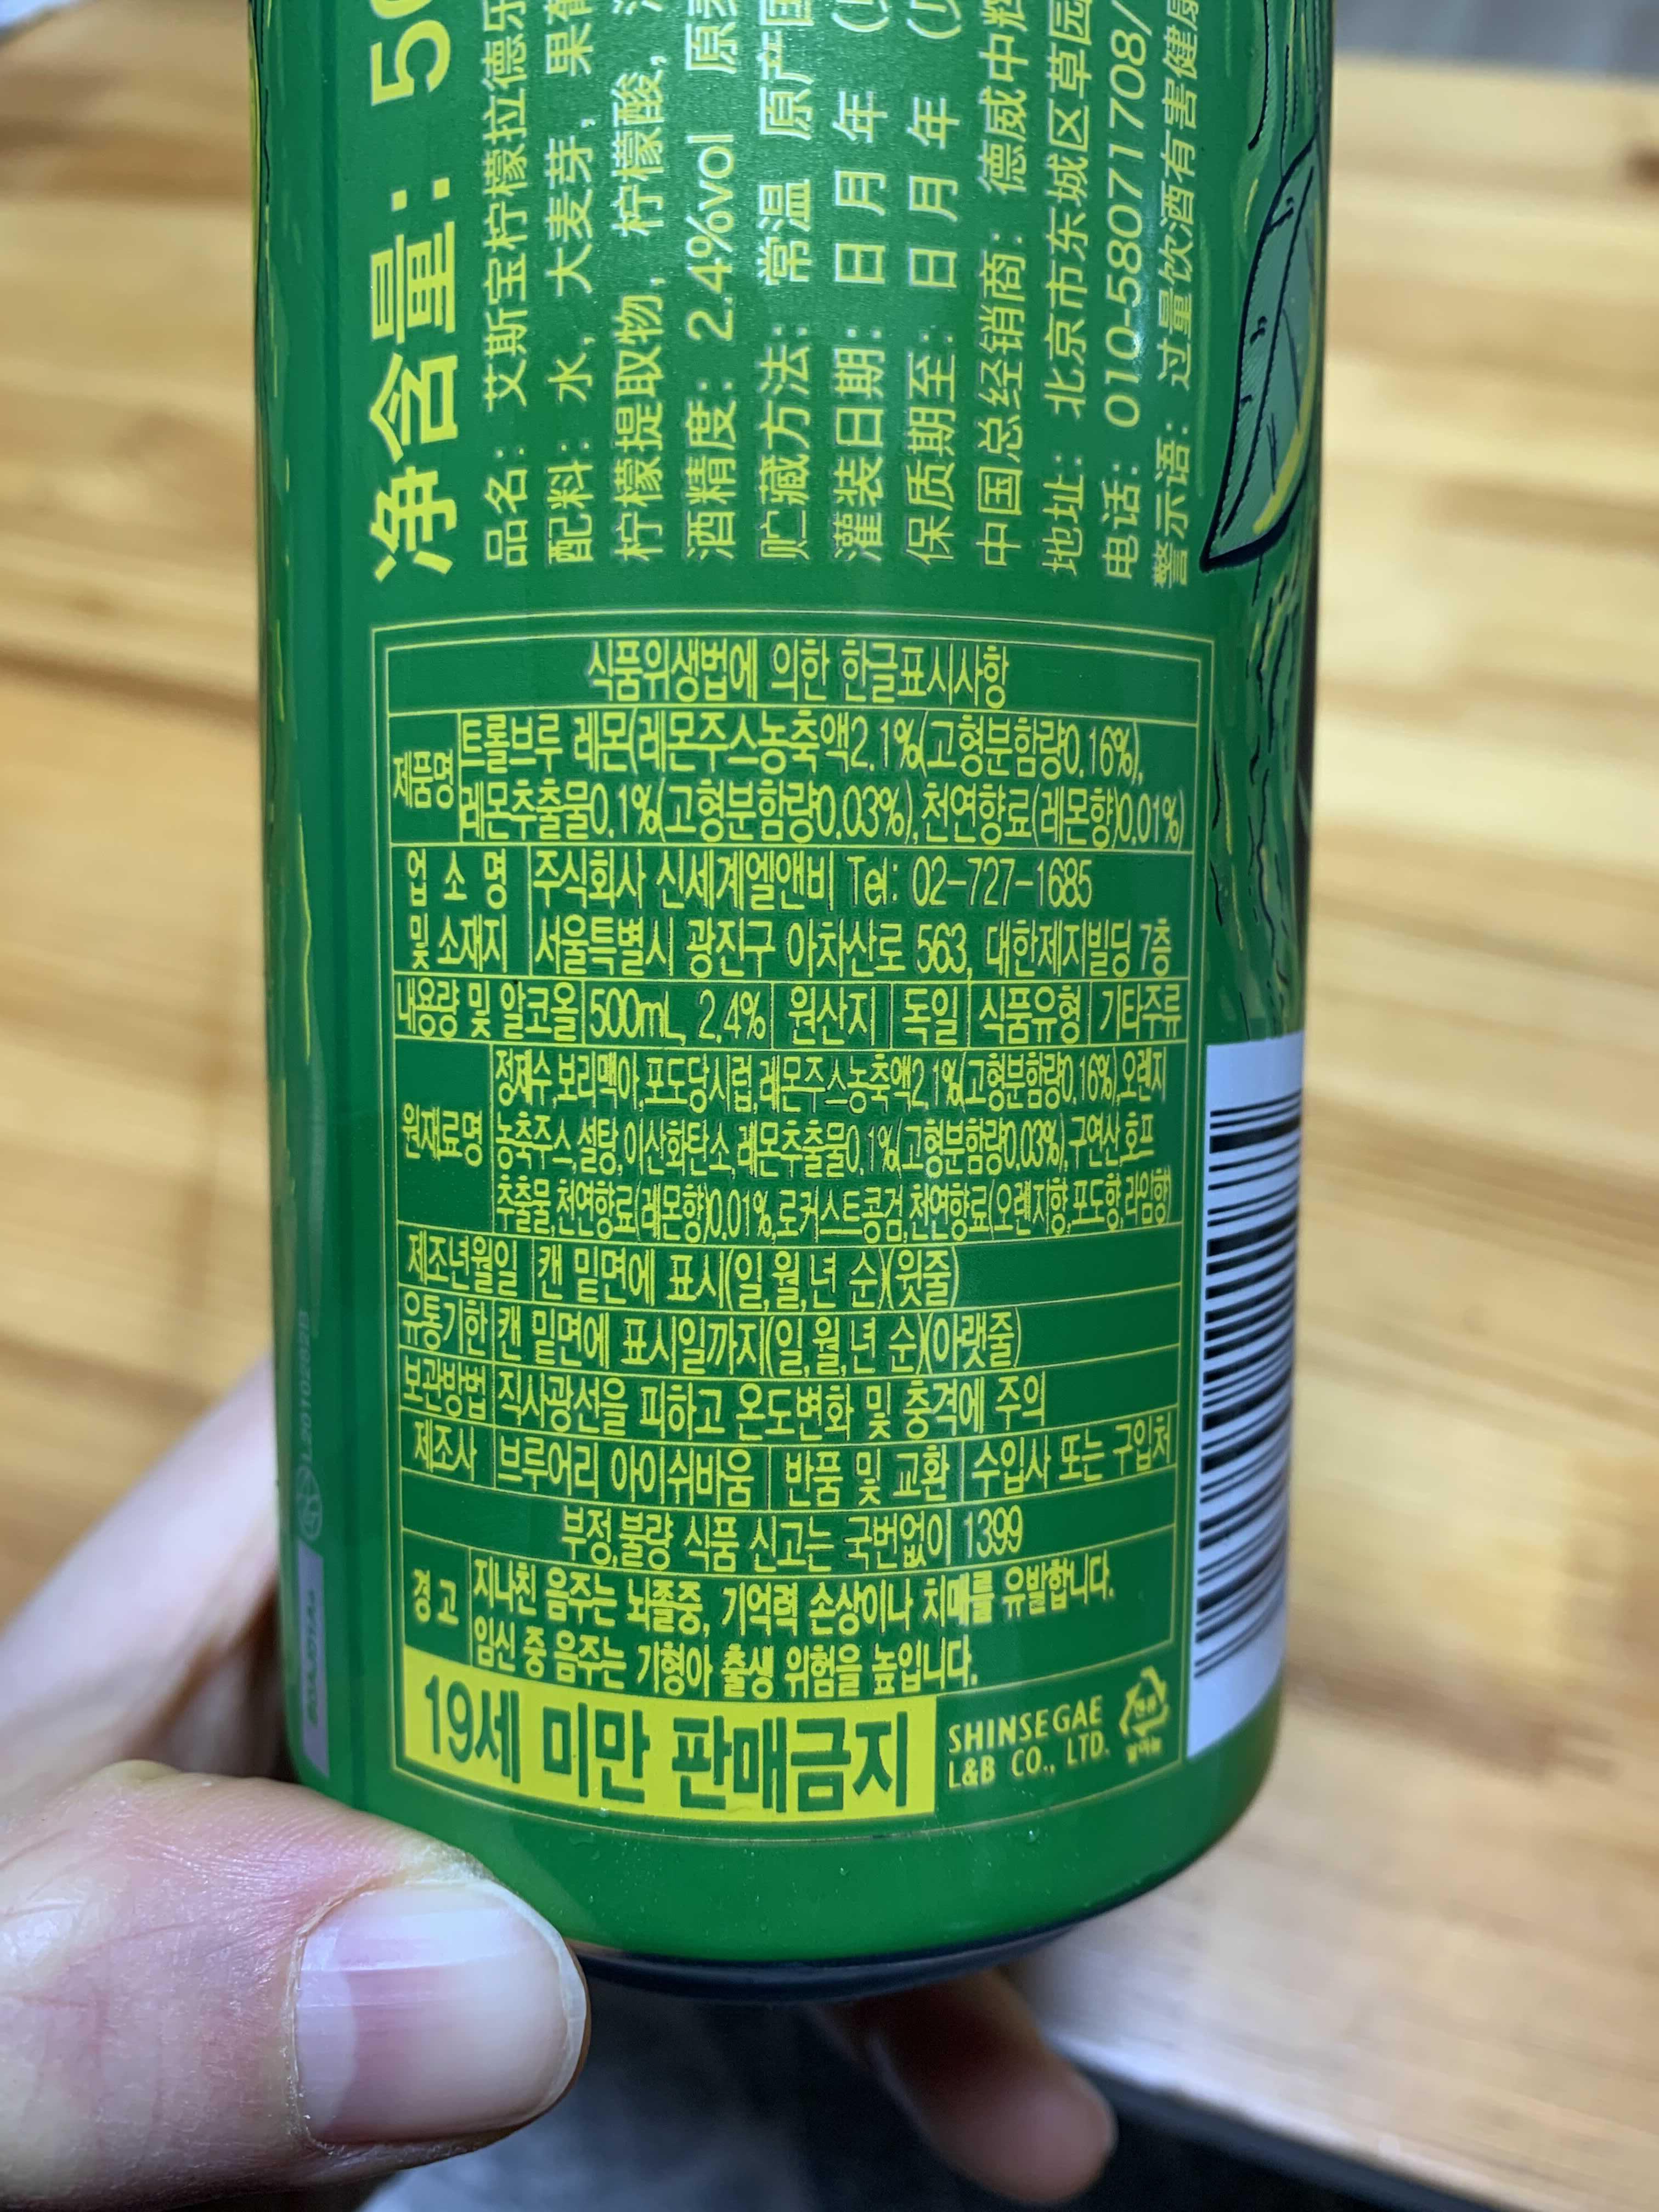 净含量：
品名：艾斯宝柠檬拉德乐
配料：水，大麦芽，
柠檬提取物，柠檬酸，
酒精度：2.4%vol
贮藏方法：常温 原产国
灌装日期：日 月 年
保质期至：日 月 年
中国总经销商：德威中
地址：北京市东城区草园
电话：010-58071708/
警示语：过量饮酒有害健康
식품위생법에 의한 한글표시사항
제품명 트롤브루 레몬(레몬주스농축액2.1%(고형분함량0.16%),
레몬추출물0.1%(고형분함량0.03%),천연향료(레몬향)0.01%)
업 소 명 주식회사 신세계엘앤비 Tel: 02-727-1685
및 소재지 서울특별시 광진구 아차산로 563, 대한제지빌딩 7층
내용량 및 알코올 500mL, 2.4% 원산지 독일 식품유형 기타주류
원재료명 정제수,보리맥아,포도당시럽,레몬주스농축액2.1%(고형분함량0.16%),오렌지
농축주스,설탕,이산화탄소,레몬추출물0.1%(고형분함량0.03%),구연산,호프
추출물,천연향료(레몬향)0.01%,로커스트콩검,천연향료(오렌지향,포도향,라임향)
제조년월일 캔 밑면에 표시(일,월,년 순)(윗줄)
유통기한 캔 밑면에 표시일까지(일,월,년 순)(아랫줄)
보관방법 직사광선을 피하고 온도변화 및 충격에 주의
제조사 브루어리 아이쉬바움 반품 및 교환 수입사 또는 구입처
부정,불량 식품 신고는 국번없이 1399
경고 지나친 음주는 뇌졸중, 기억력 손상이나 치매를 유발합니다.
임신 중 음주는 기형아 출생 위험을 높입니다.
19세 미만 판매금지
SHINSEGAE
L&B CO., LTD.
캔류
알미늄